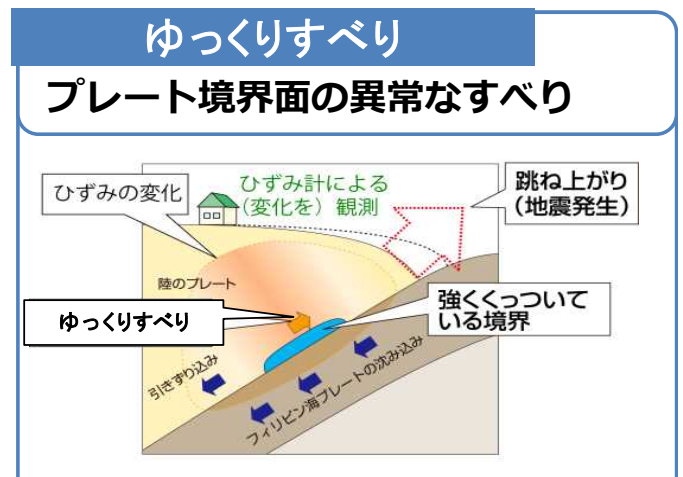 ゆっくりすべり
プレート境界面の異常なすべり
ひずみの変化
ひずみ計による
(変化を)観測
跳ね上がり
(地震発生)
陸のプレート
ゆっくりすべり
強くくっついて
いる境界
引きずり込み
フィリピン海プレートの沈み込み